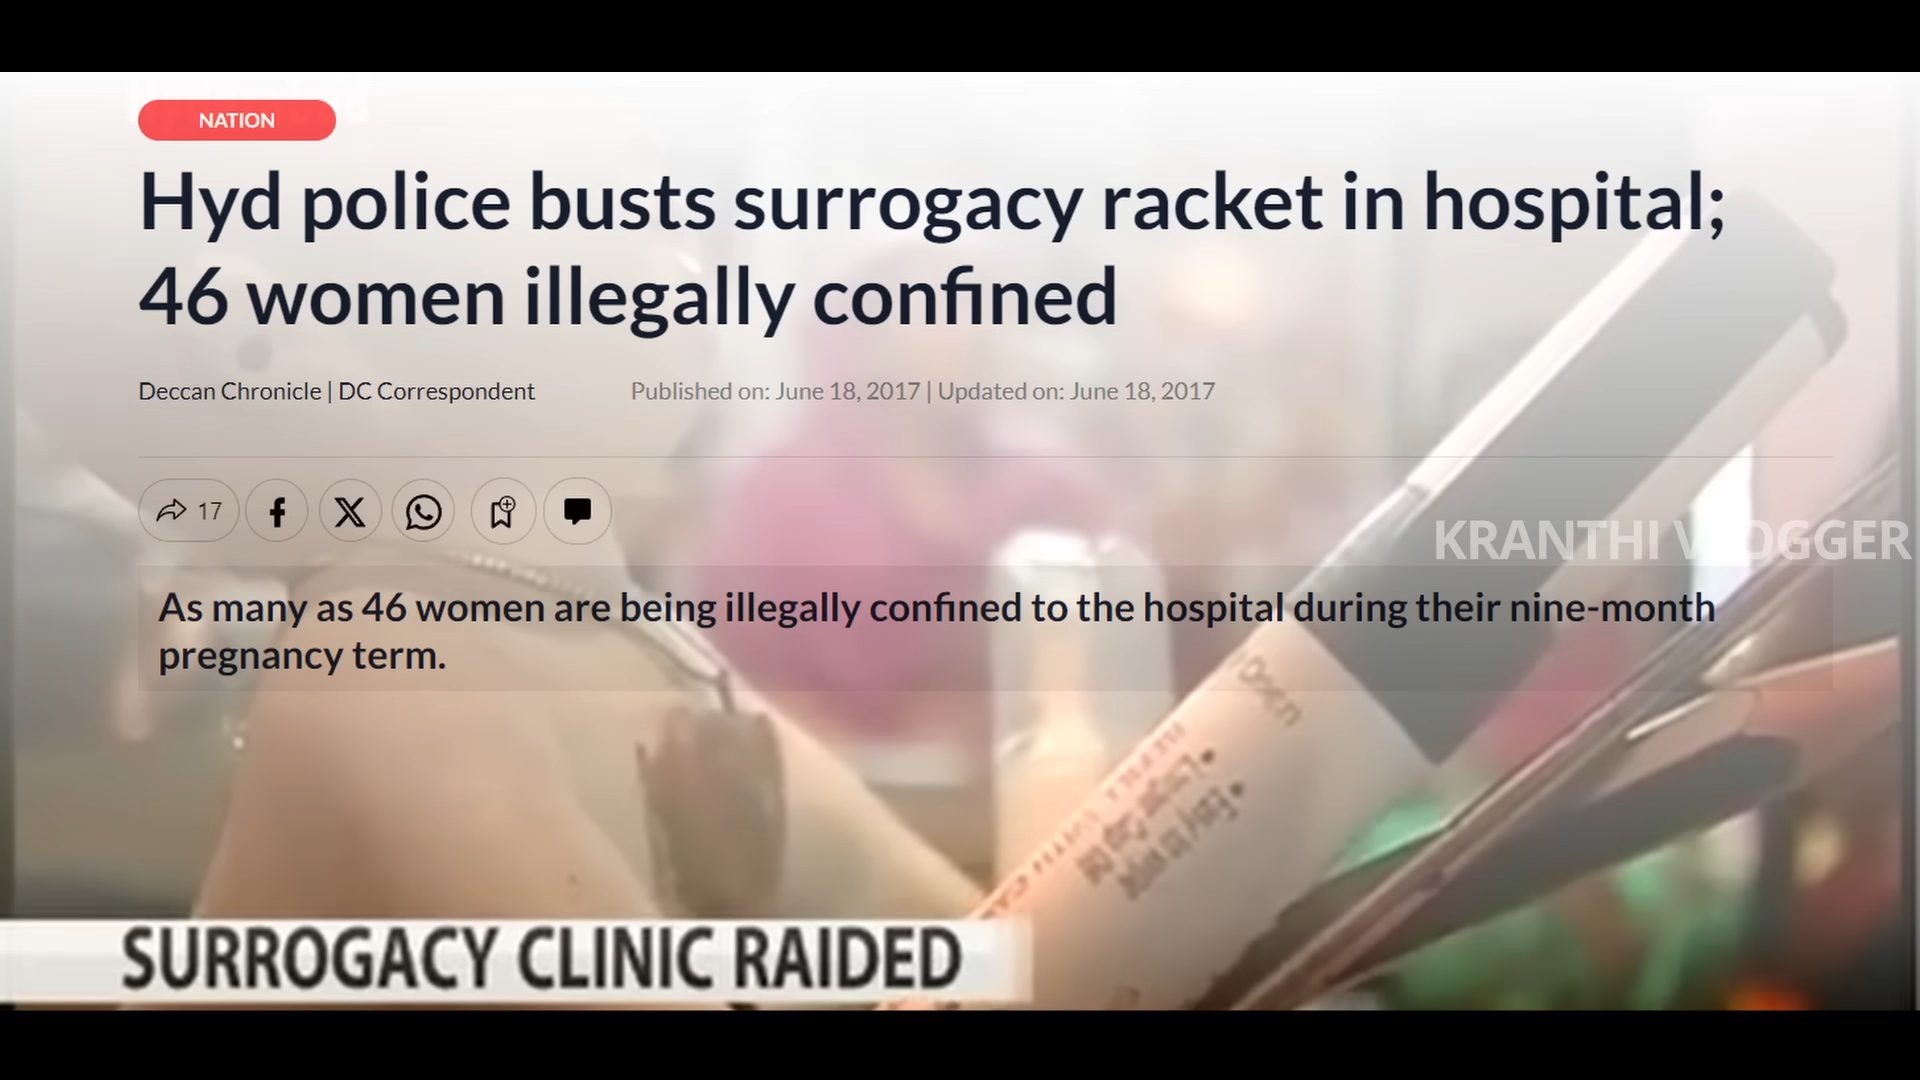 NATION
Hyd police busts surrogacy racket in hospital;
46 women illegally confined
Deccan Chronicle | DC Correspondent
Published on: June 18, 2017 | Updated on: June 18, 2017
17
KRANTHI VLOGGER
As many as 46 women are being illegally confined to the hospital during their nine-month
pregnancy term.
SURROGACY CLINIC RAIDED